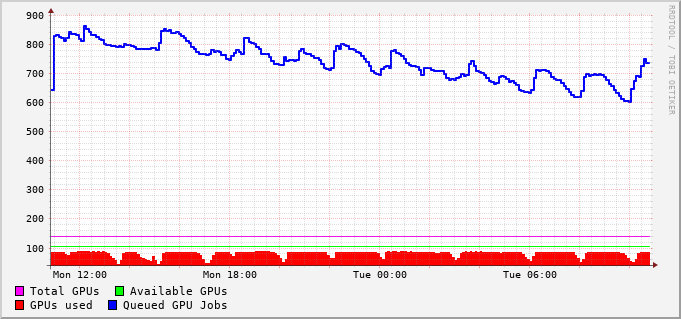 900
800
700
600
500
400
300
200
100
Mon 12:00 Mon 18:00 Tue 00:00 Tue 06:00
Total GPUs Available GPUs
GPUs used Queued GPU Jobs
RRDTOOL / TOBI OETIKER